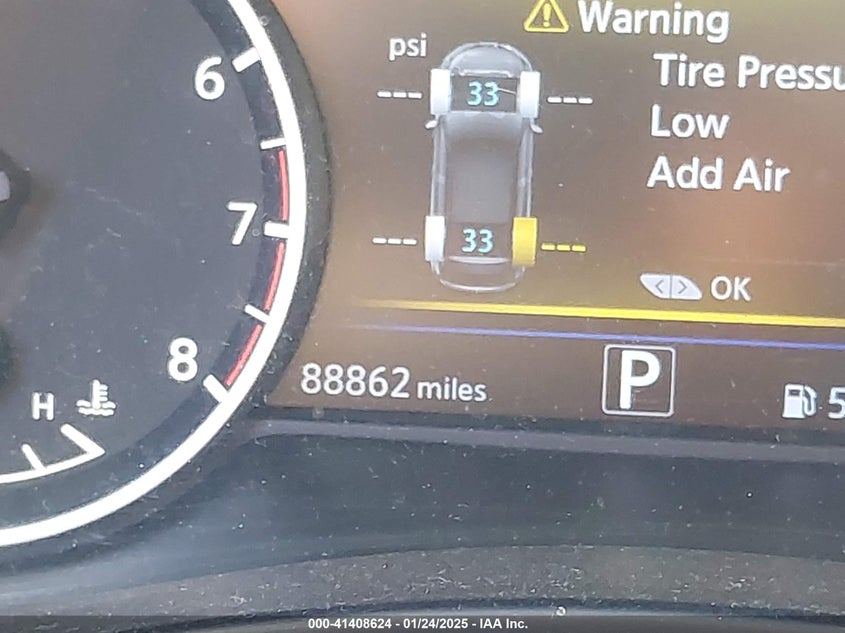 Warning
psi
Tire Pressu
Low
Add Air
--- 33 ---
--- 33 ---
OK
88862 miles
P
5
6
7
8
H
000-41408624 - 01/24/2025 - IAA Inc.